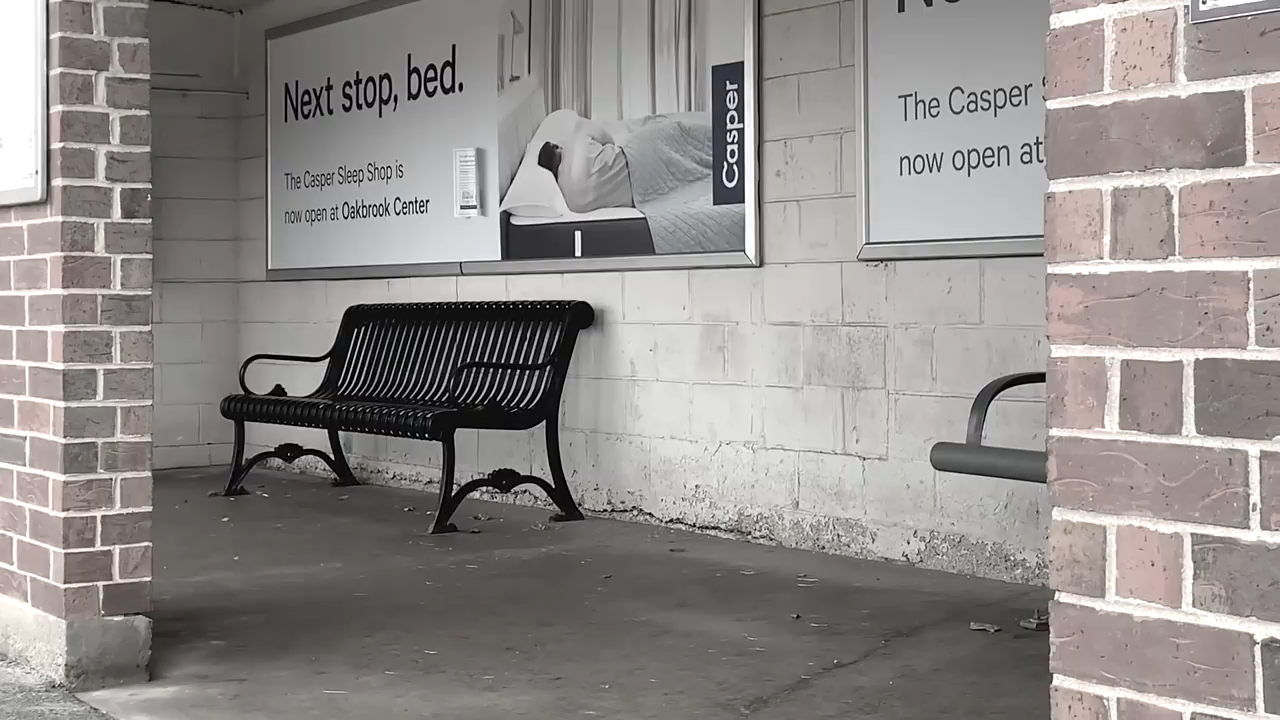 Next stop, bed.
The Casper Sleep Shop is
now open at Oakbrook Center
Casper
The Casper
now open at